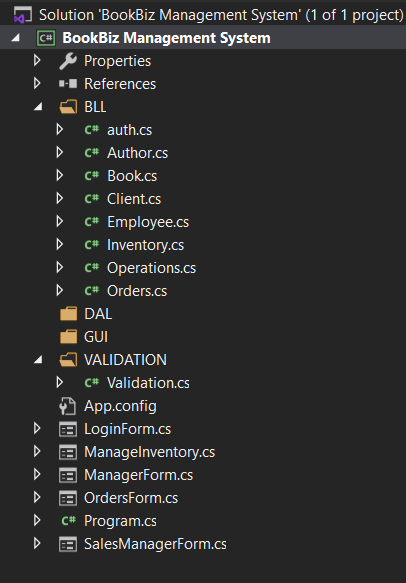 Solution 'BookBiz Management System' (1 of 1 project)
C# BookBiz Management System
Properties
References
BLL
C# auth.cs
C# Author.cs
C# Book.cs
C# Client.cs
C# Employee.cs
C# Inventory.cs
C# Operations.cs
C# Orders.cs
DAL
GUI
VALIDATION
C# Validation.cs
App.config
LoginForm.cs
ManageInventory.cs
ManagerForm.cs
OrdersForm.cs
C# Program.cs
SalesManagerForm.cs